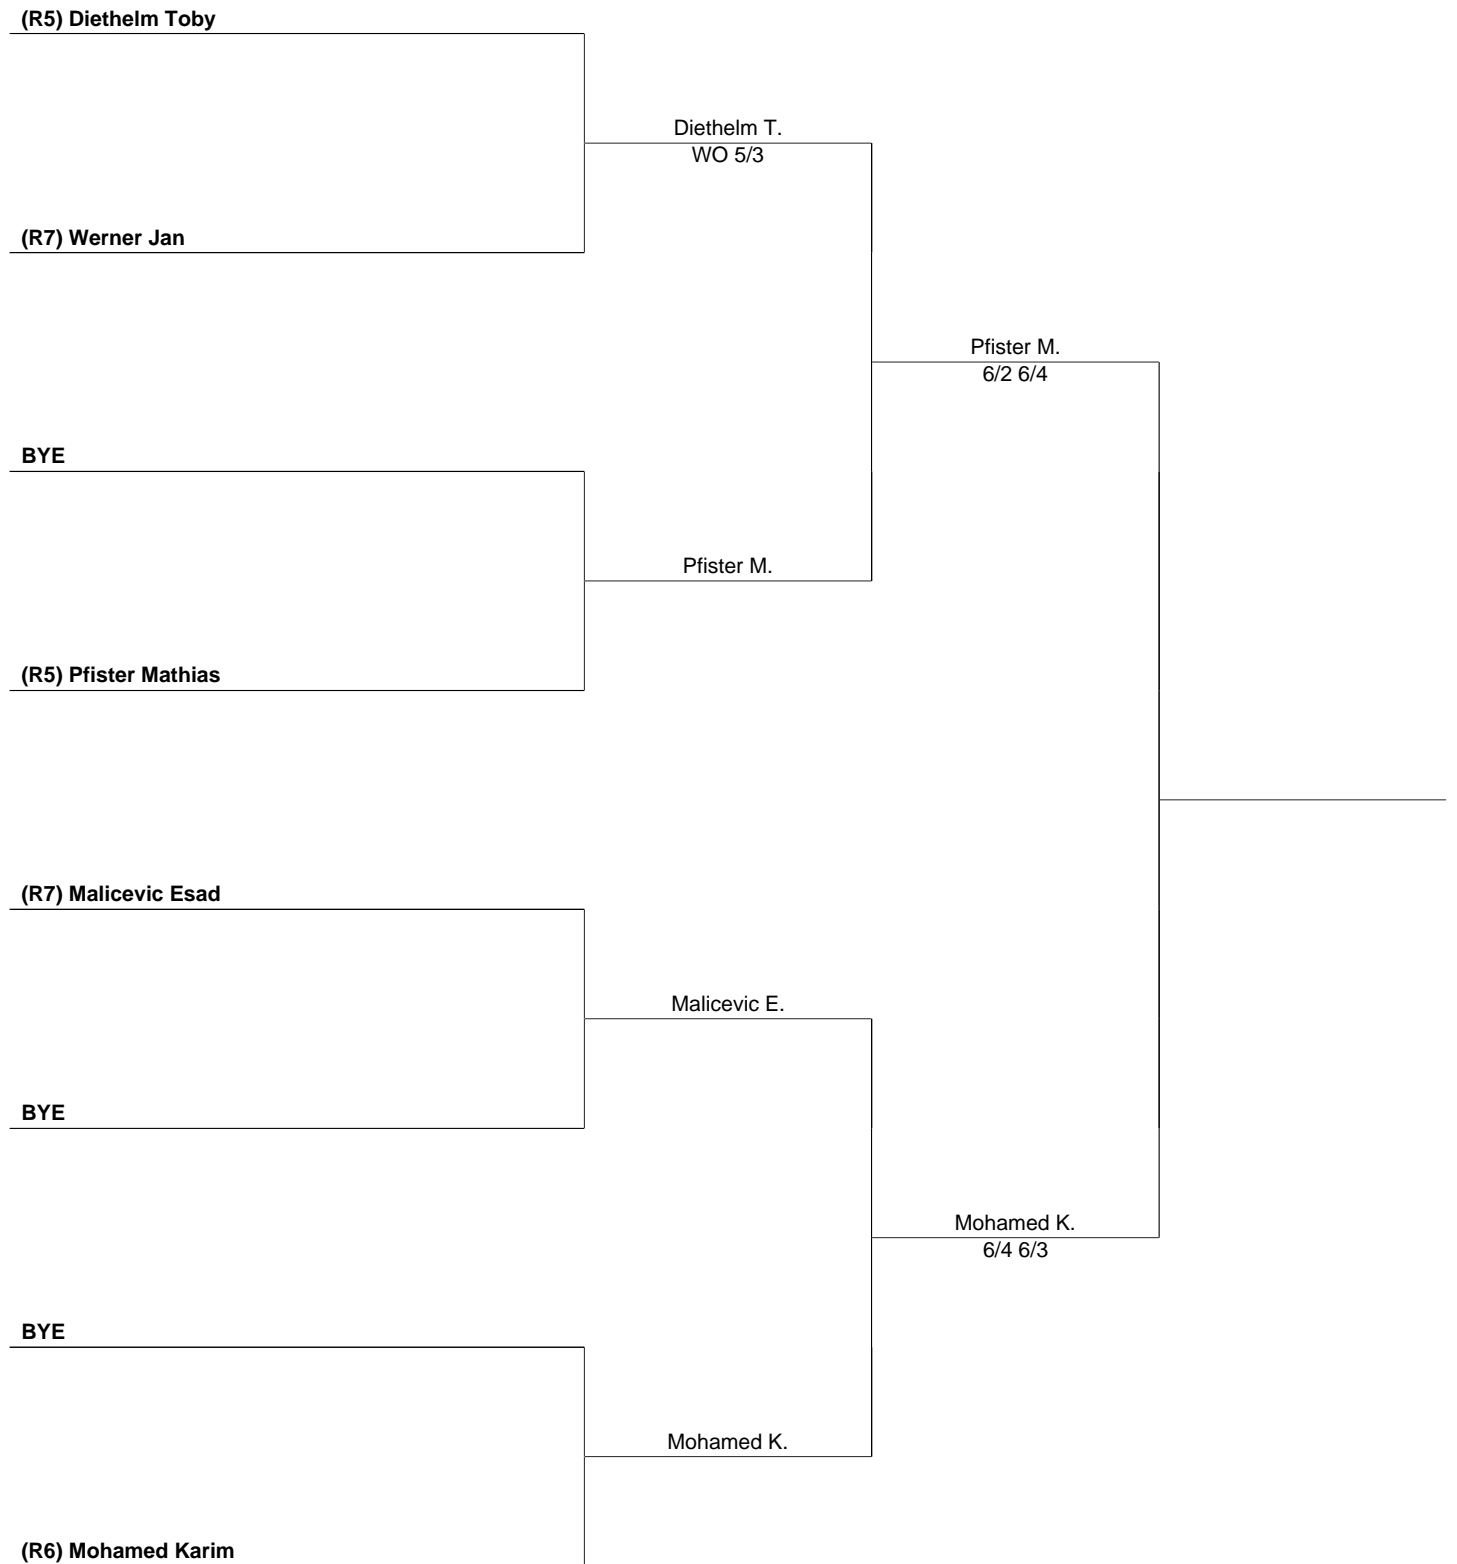 (R5) Diethelm Toby
Diethelm T.
WO 5/3
(R7) Werner Jan
Pfister M.
6/2 6/4
BYE
Pfister M.
(R5) Pfister Mathias
(R7) Malicevic Esad
Malicevic E.
BYE
Mohamed K.
6/4 6/3
BYE
Mohamed K.
(R6) Mohamed Karim